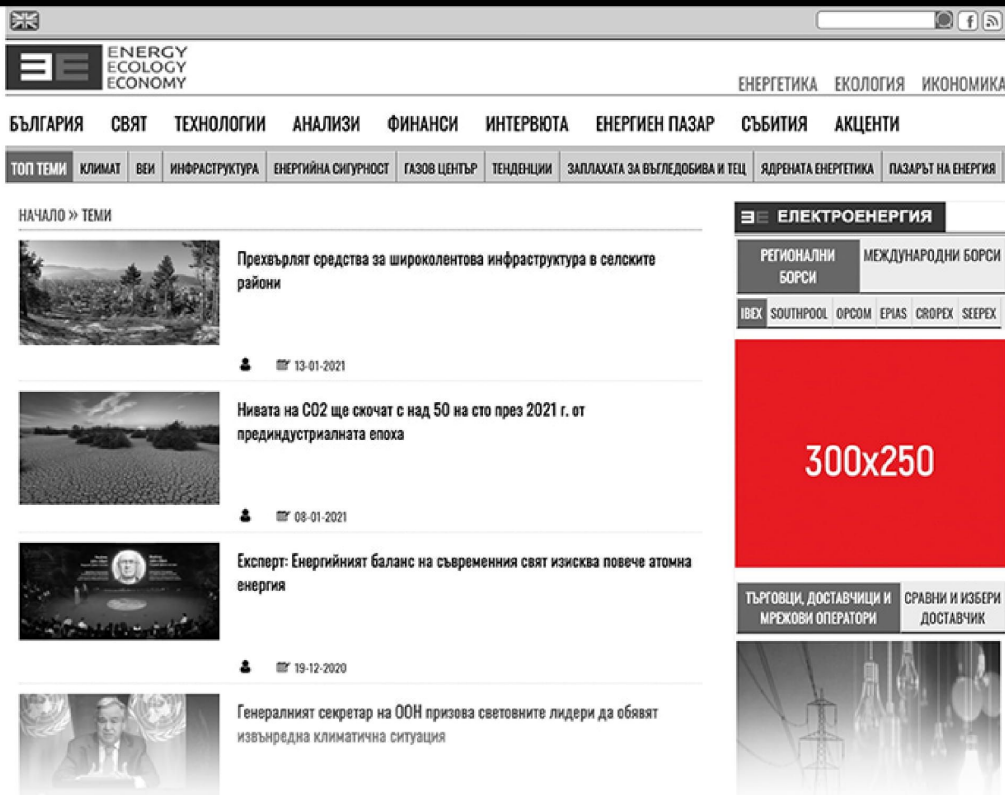 ENERGY
ECOLOGY
ECONOMY
ЕНЕРГЕТИКА ЕКОЛОГИЯ ИКОНОМИКА
БЪЛГАРИЯ СВЯТ ТЕХНОЛОГИИ АНАЛИЗИ ФИНАНСИ ИНТЕРВЮТА ЕНЕРГИЕН ПАЗАР СЪБИТИЯ АКЦЕНТИ
ТОП ТЕМИ КЛИМАТ ВЕИ ИНФРАСТРУКТУРА ЕНЕРГИЙНА СИГУРНОСТ ГАЗОВ ЦЕНТЪР ТЕНДЕНЦИИ ЗАПЛАХАТА ЗА ВЪГЛЕДОБИВА И ТЕЦ ЯДРЕНАТА ЕНЕРГЕТИКА ПАЗАРЪТ НА ЕНЕРГИЯ
НАЧАЛО » ТЕМИ
Прехвърлят средства за широколентова инфраструктура в селските
райони
13-01-2021
Нивата на CO2 ще скочат с над 50 на сто през 2021 г. от
прединдустриалната епоха
08-01-2021
Експерт: Енергийният баланс на съвременния свят изисква повече атомна
енергия
19-12-2020
Генералният секретар на ООН призова световните лидери да обявят
извънредна климатична ситуация
ЕЛЕКТРОЕНЕРГИЯ
РЕГИОНАЛНИ
БОРСИ
МЕЖДУНАРОДНИ БОРСИ
IBEX SOUTHPOOL OPCOM EPIAS CROPEX SEEPEX
300x250
ТЪРГОВЦИ, ДОСТАВЧИЦИ И
МРЕЖОВИ ОПЕРАТОРИ
СРАВНИ И ИЗБЕРИ
ДОСТАВЧИК